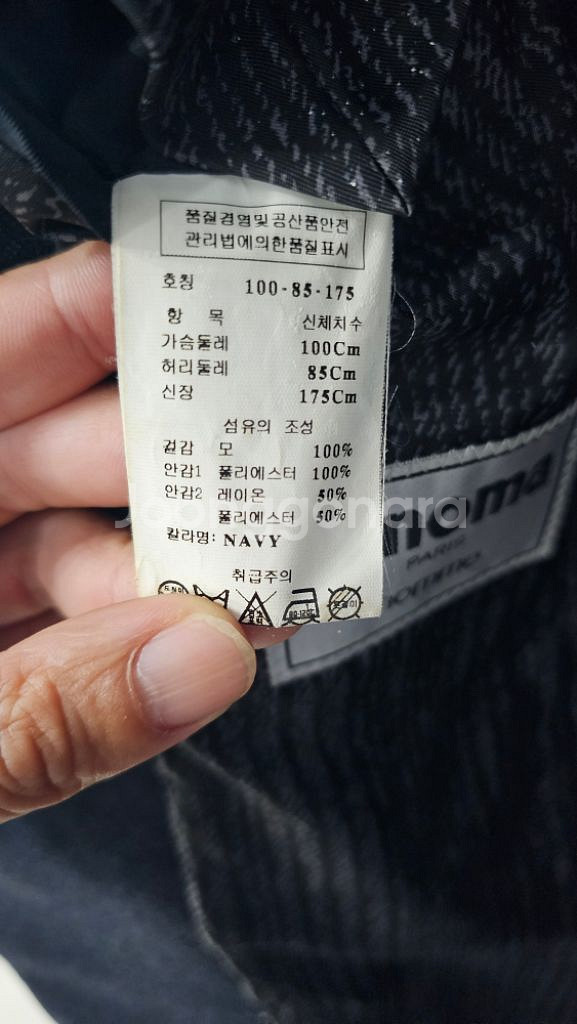 품질경영및공산품안전
관리법에의한품질표시
호칭 100-85-175
항 목 신체치수
가슴둘레 100Cm
허리둘레 85Cm
신장 175Cm
섬유의 조성
겉감 모 100%
안감1 폴리에스터 100%
안감2 레이온 50%
폴리에스터 50%
칼라명: NAVY
취급주의
PARIS